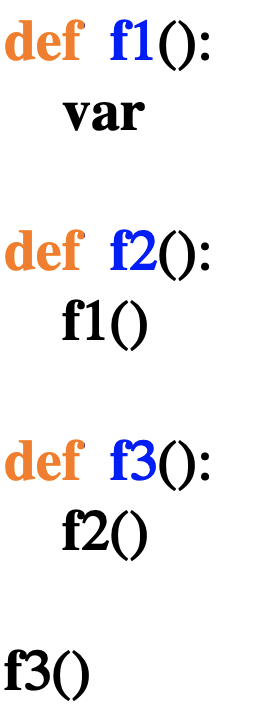 def f1():
    var

def f2():
    f1()

def f3():
    f2()

f3()